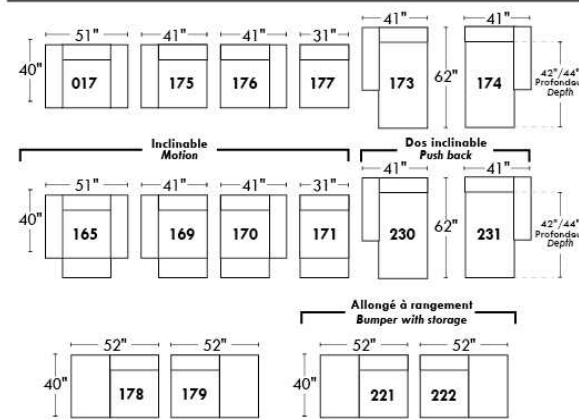 51" 41" 41" 31" 41" 41"
40" 017 175 176 177 173 62" 174 42"/44"
Profondeur
Depth
Inclinable
Motion
Dos inclinable
Push back
51" 41" 41" 31" 41" 41"
40" 165 169 170 171 230 62" 231 42"/44"
Profondeur
Depth
Allongé à rangement
Bumper with storage
52" 52" 52" 52"
40" 178 179 40" 221 222